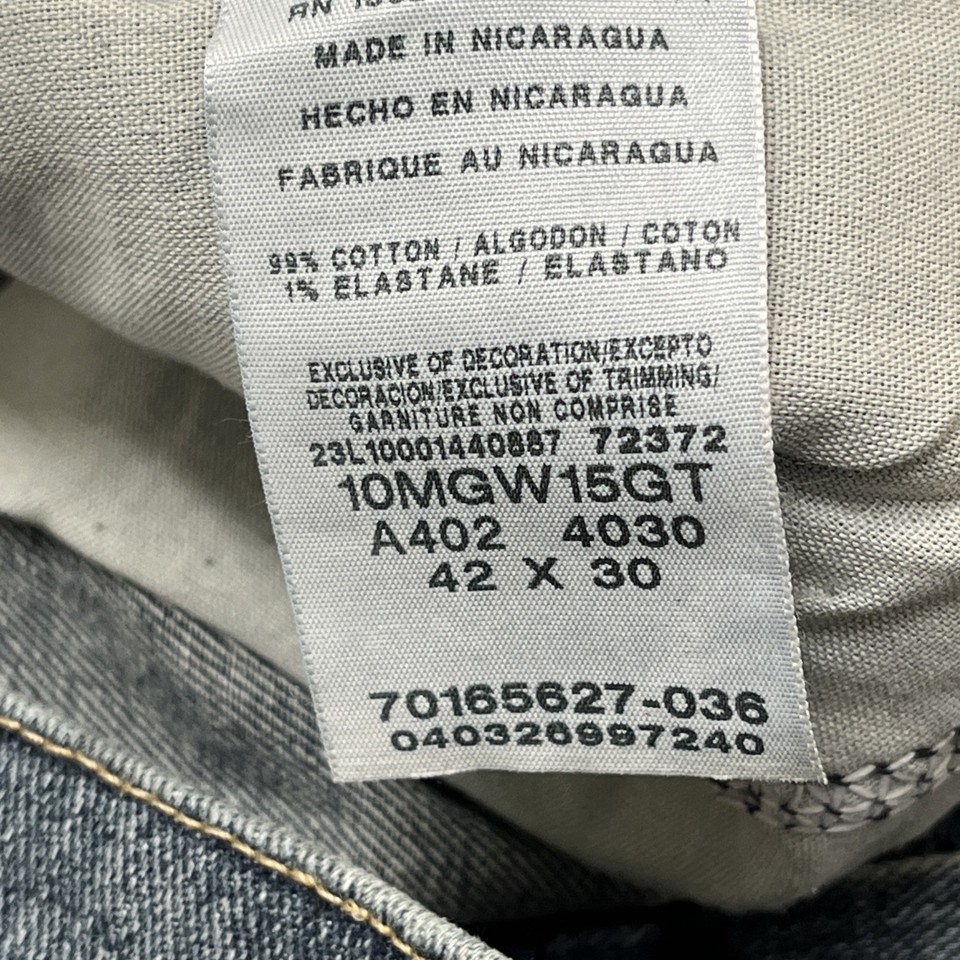 RN
MADE IN NICARAGUA
HECHO EN NICARAGUA
FABRIQUE AU NICARAGUA
99% COTTON / ALGODON / COTON
1% ELASTANE / ELASTANO
EXCLUSIVE OF DECORATION/EXCEPTO
DECORACION/EXCLUSIVE OF TRIMMING/
GARNITURE NON COMPRISE
23L10001440887 72372
10MGW15GT
A402 4030
42 X 30
70165627-036
040326997240